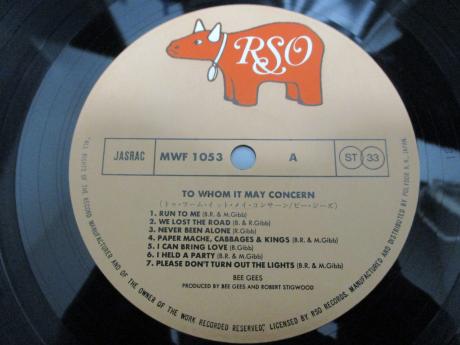 RSO
JASRAC MWF 1053 A ST 33
TO WHOM IT MAY CONCERN
(トゥ・フーム・イット・メイ・コンサーン/ビー・ジーズ)
1. RUN TO ME (B.R. & M.Gibb)
2. WE LOST THE ROAD (B. & R.Gibb)
3. NEVER BEEN ALONE (R.Gibb)
4. PAPER MACHE, CABBAGES & KINGS (B.R. & M.Gibb)
5. I CAN BRING LOVE (B.Gibb)
6. I HELD A PARTY (B.R. & M.Gibb)
7. PLEASE DON'T TURN OUT THE LIGHTS (B.R. & M.Gibb)
BEE GEES
PRODUCED BY BEE GEES AND ROBERT STIGWOOD
"ALL RIGHTS OF THE RECORD MANUFACTURER AND OF THE OWNER OF THE WORK RECORDED RESERVED." LICENSED BY RSO RECORDS. MANUFACTURED AND DISTRIBUTED BY POLYDOR K.K., JAPAN.